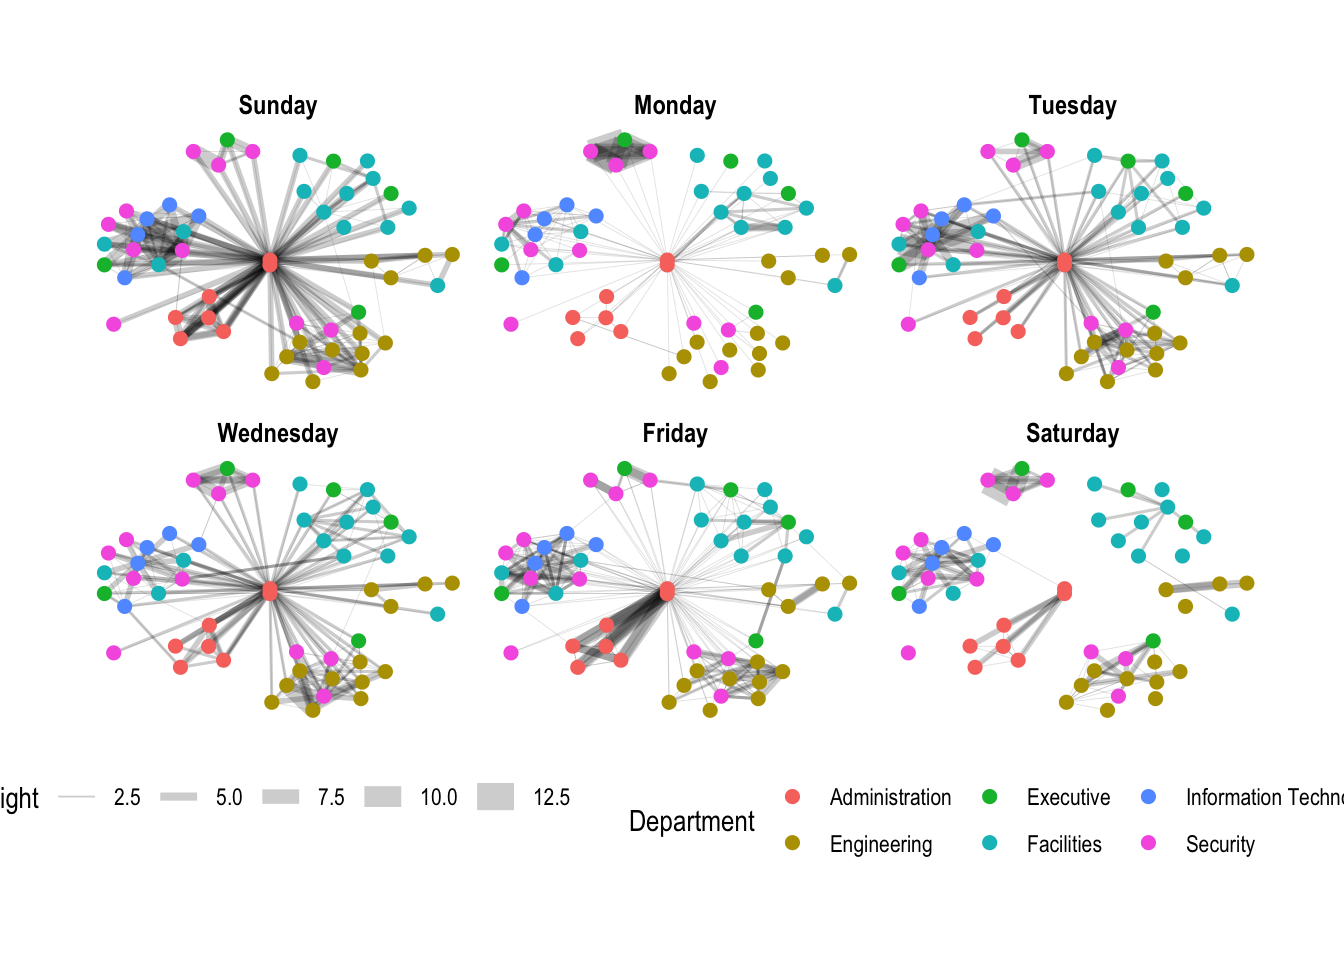 Sunday
Monday
Tuesday
Wednesday
Friday
Saturday
ight
2.5
5.0
7.5
10.0
12.5
Department
Administration
Executive
Information Techno
Engineering
Facilities
Security